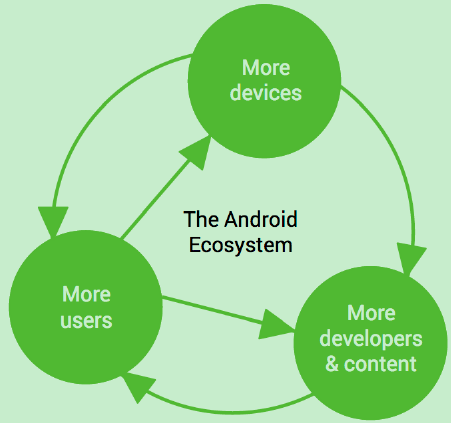 More
devices
The Android
Ecosystem
More
users
More
developers
& content